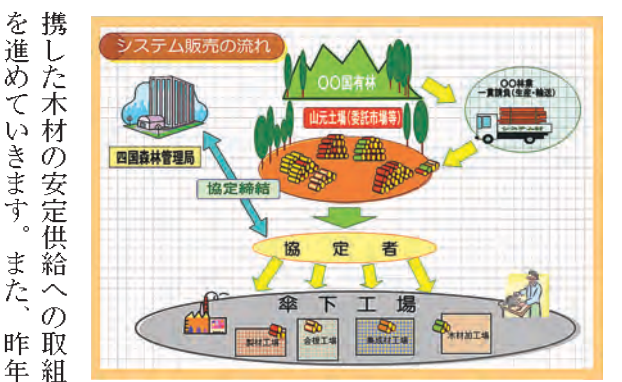 携した木材の安定供給への取組
を進めていきます。また、昨年
システム販売の流れ
〇〇国有林
山元土場(委託市場等)
〇〇林業
一貫請負(生産・輸送)
システム材
四国森林管理局
協定締結
協定者
傘下工場
製材工場
合板工場
集成材工場
木材加工場